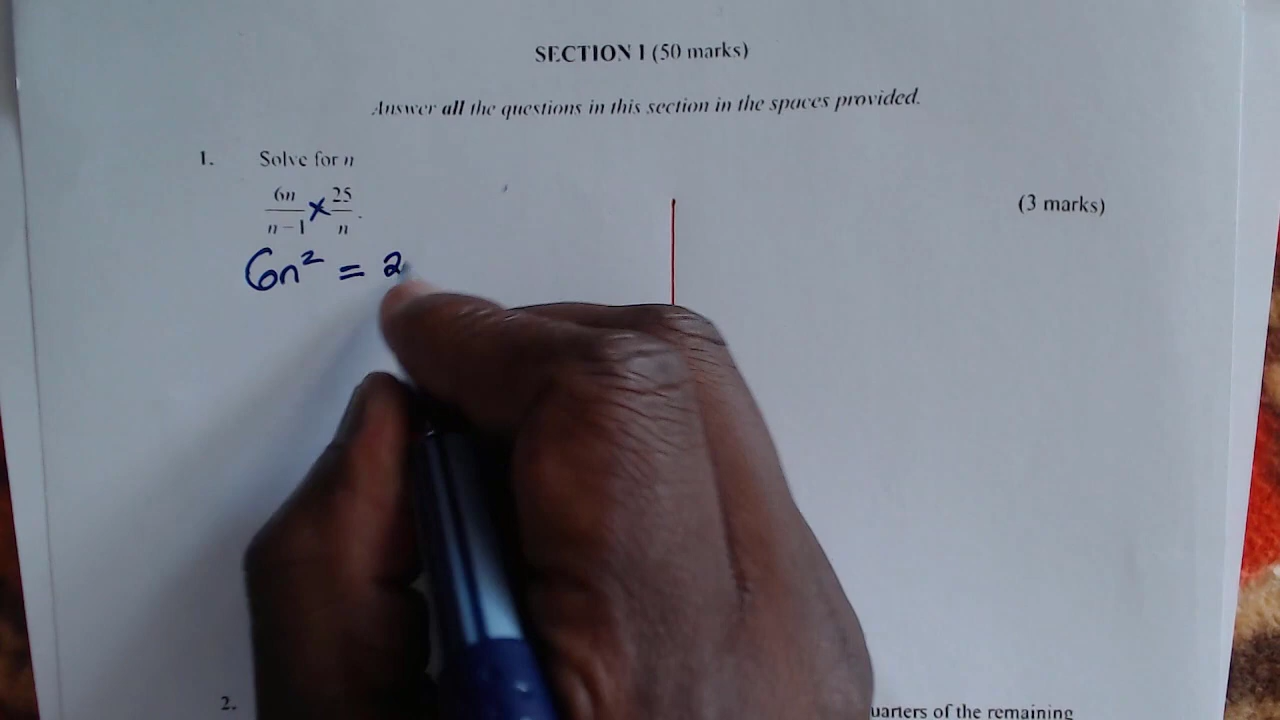 SECTION I (50 marks)
Answer all the questions in this section in the spaces provided.
1. Solve for n
6n/n – 1 × 25/n.
(3 marks)
6n² = 2
2.
uarters of the remaining